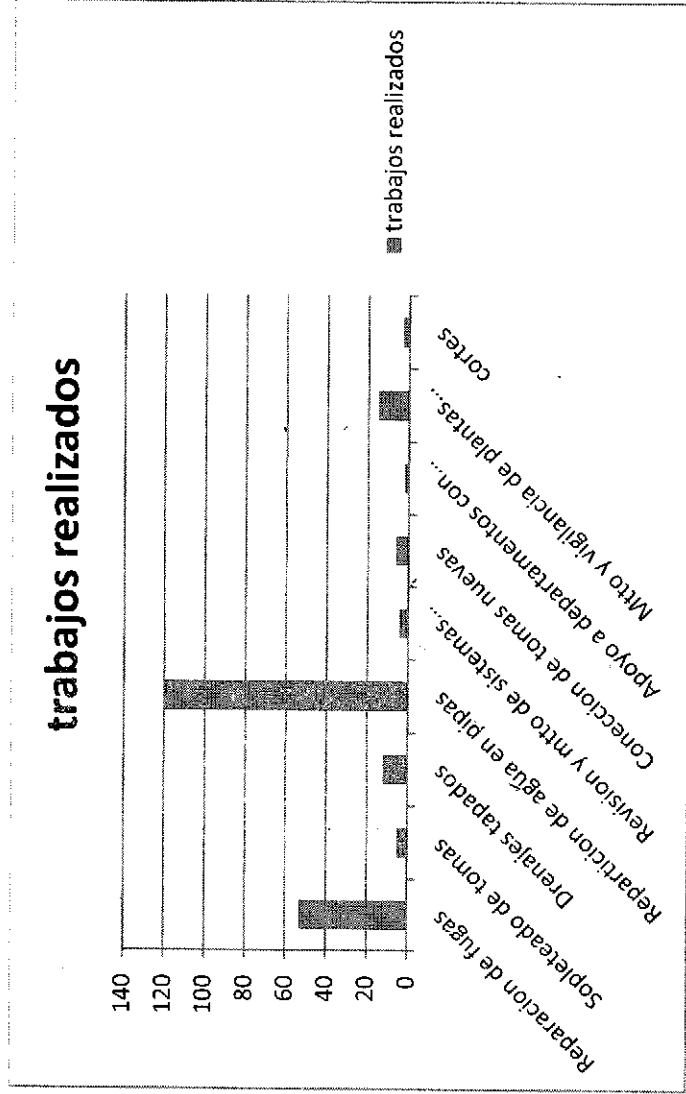 trabajos realizados
140
120
100
80
60
40
20
0
Reparacion de fugas
Sopleteado de tomas
Drenajes tapados
Reparticion de agua en pipas
Revision y mtto de sistemas...
Coneccion de tomas nuevas
Apoyo a departamentos con...
Mtto y vigilancia de plantas...
cortes
trabajos realizados